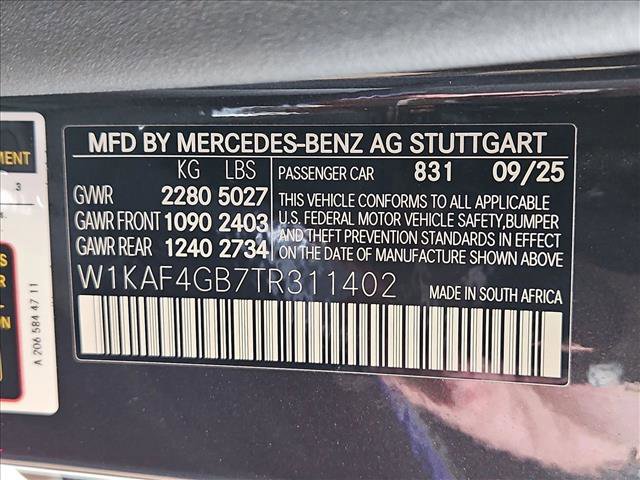 MFD BY MERCEDES-BENZ AG STUTTGART
KG LBS
GVWR 2280 5027
GAWR FRONT 1090 2403
GAWR REAR 1240 2734
PASSENGER CAR 831 09/25
THIS VEHICLE CONFORMS TO ALL APPLICABLE
U.S. FEDERAL MOTOR VEHICLE SAFETY, BUMPER
AND THEFT PREVENTION STANDARDS IN EFFECT
ON THE DATE OF MANUFACTURE SHOWN ABOVE
W1KAF4GB7TR311402
MADE IN SOUTH AFRICA
3
A 206 584 47 11